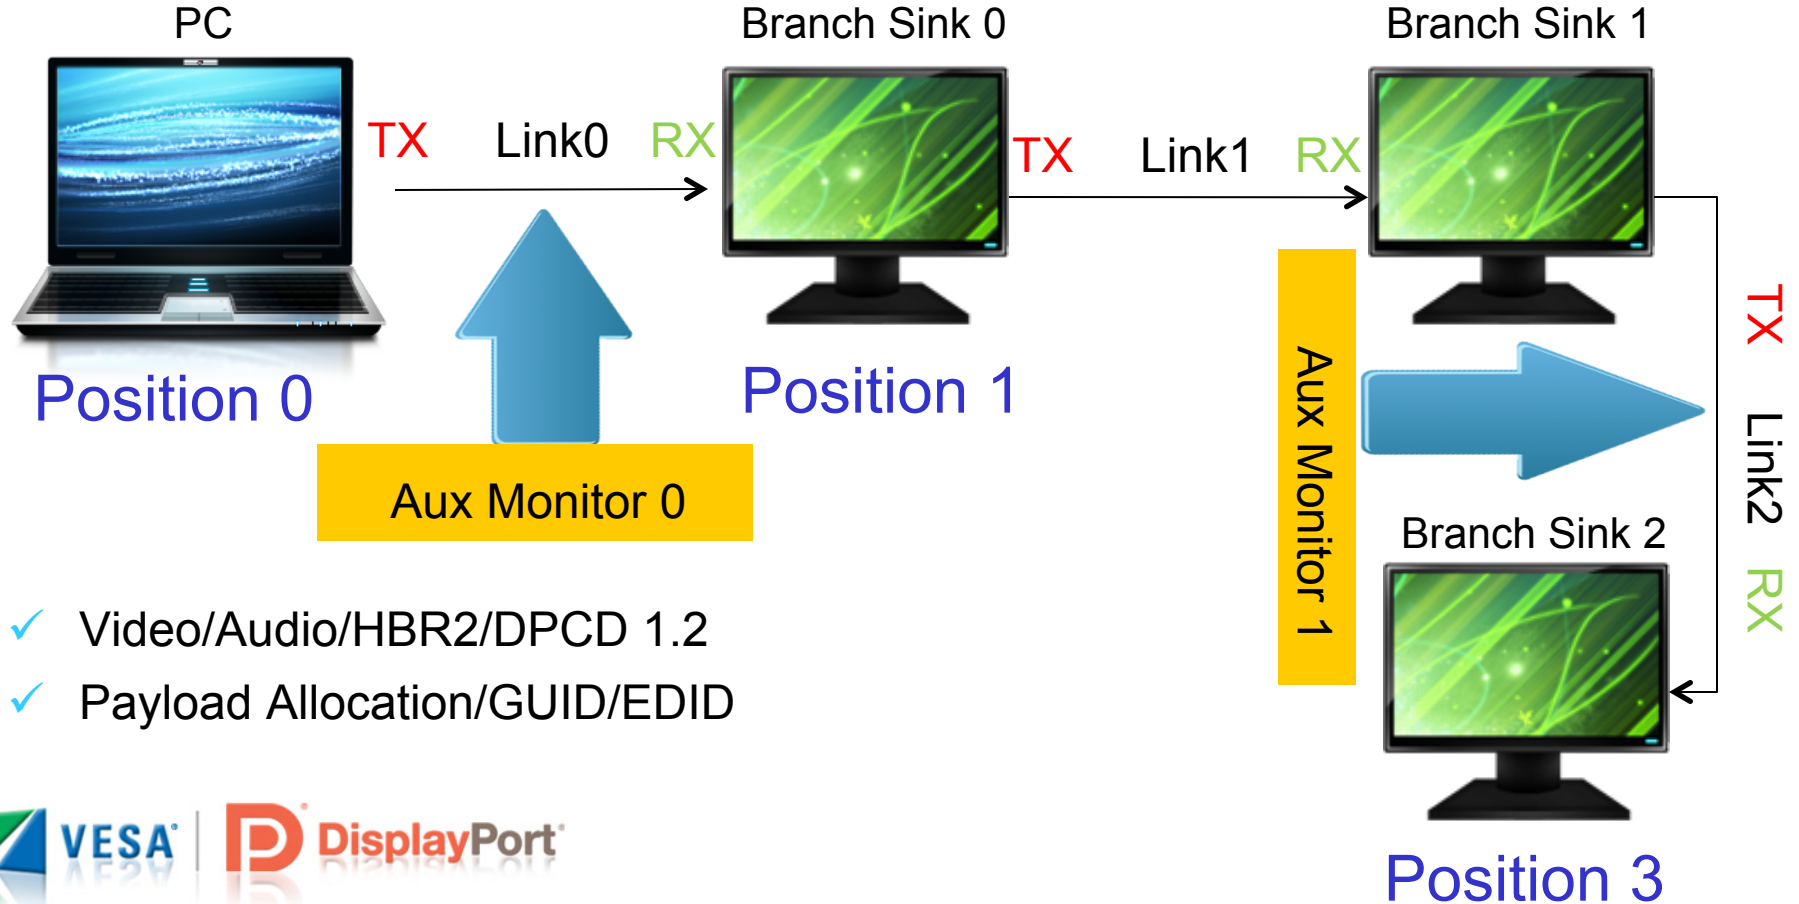 PC
Branch Sink 0
Branch Sink 1
TX Link0 RX
TX Link1 RX
TX Link2 RX
Position 0
Position 1
Aux Monitor 0
Aux Monitor 1
Branch Sink 2
✓ Video/Audio/HBR2/DPCD 1.2
✓ Payload Allocation/GUID/EDID
VESA® | DisplayPort®
Position 3